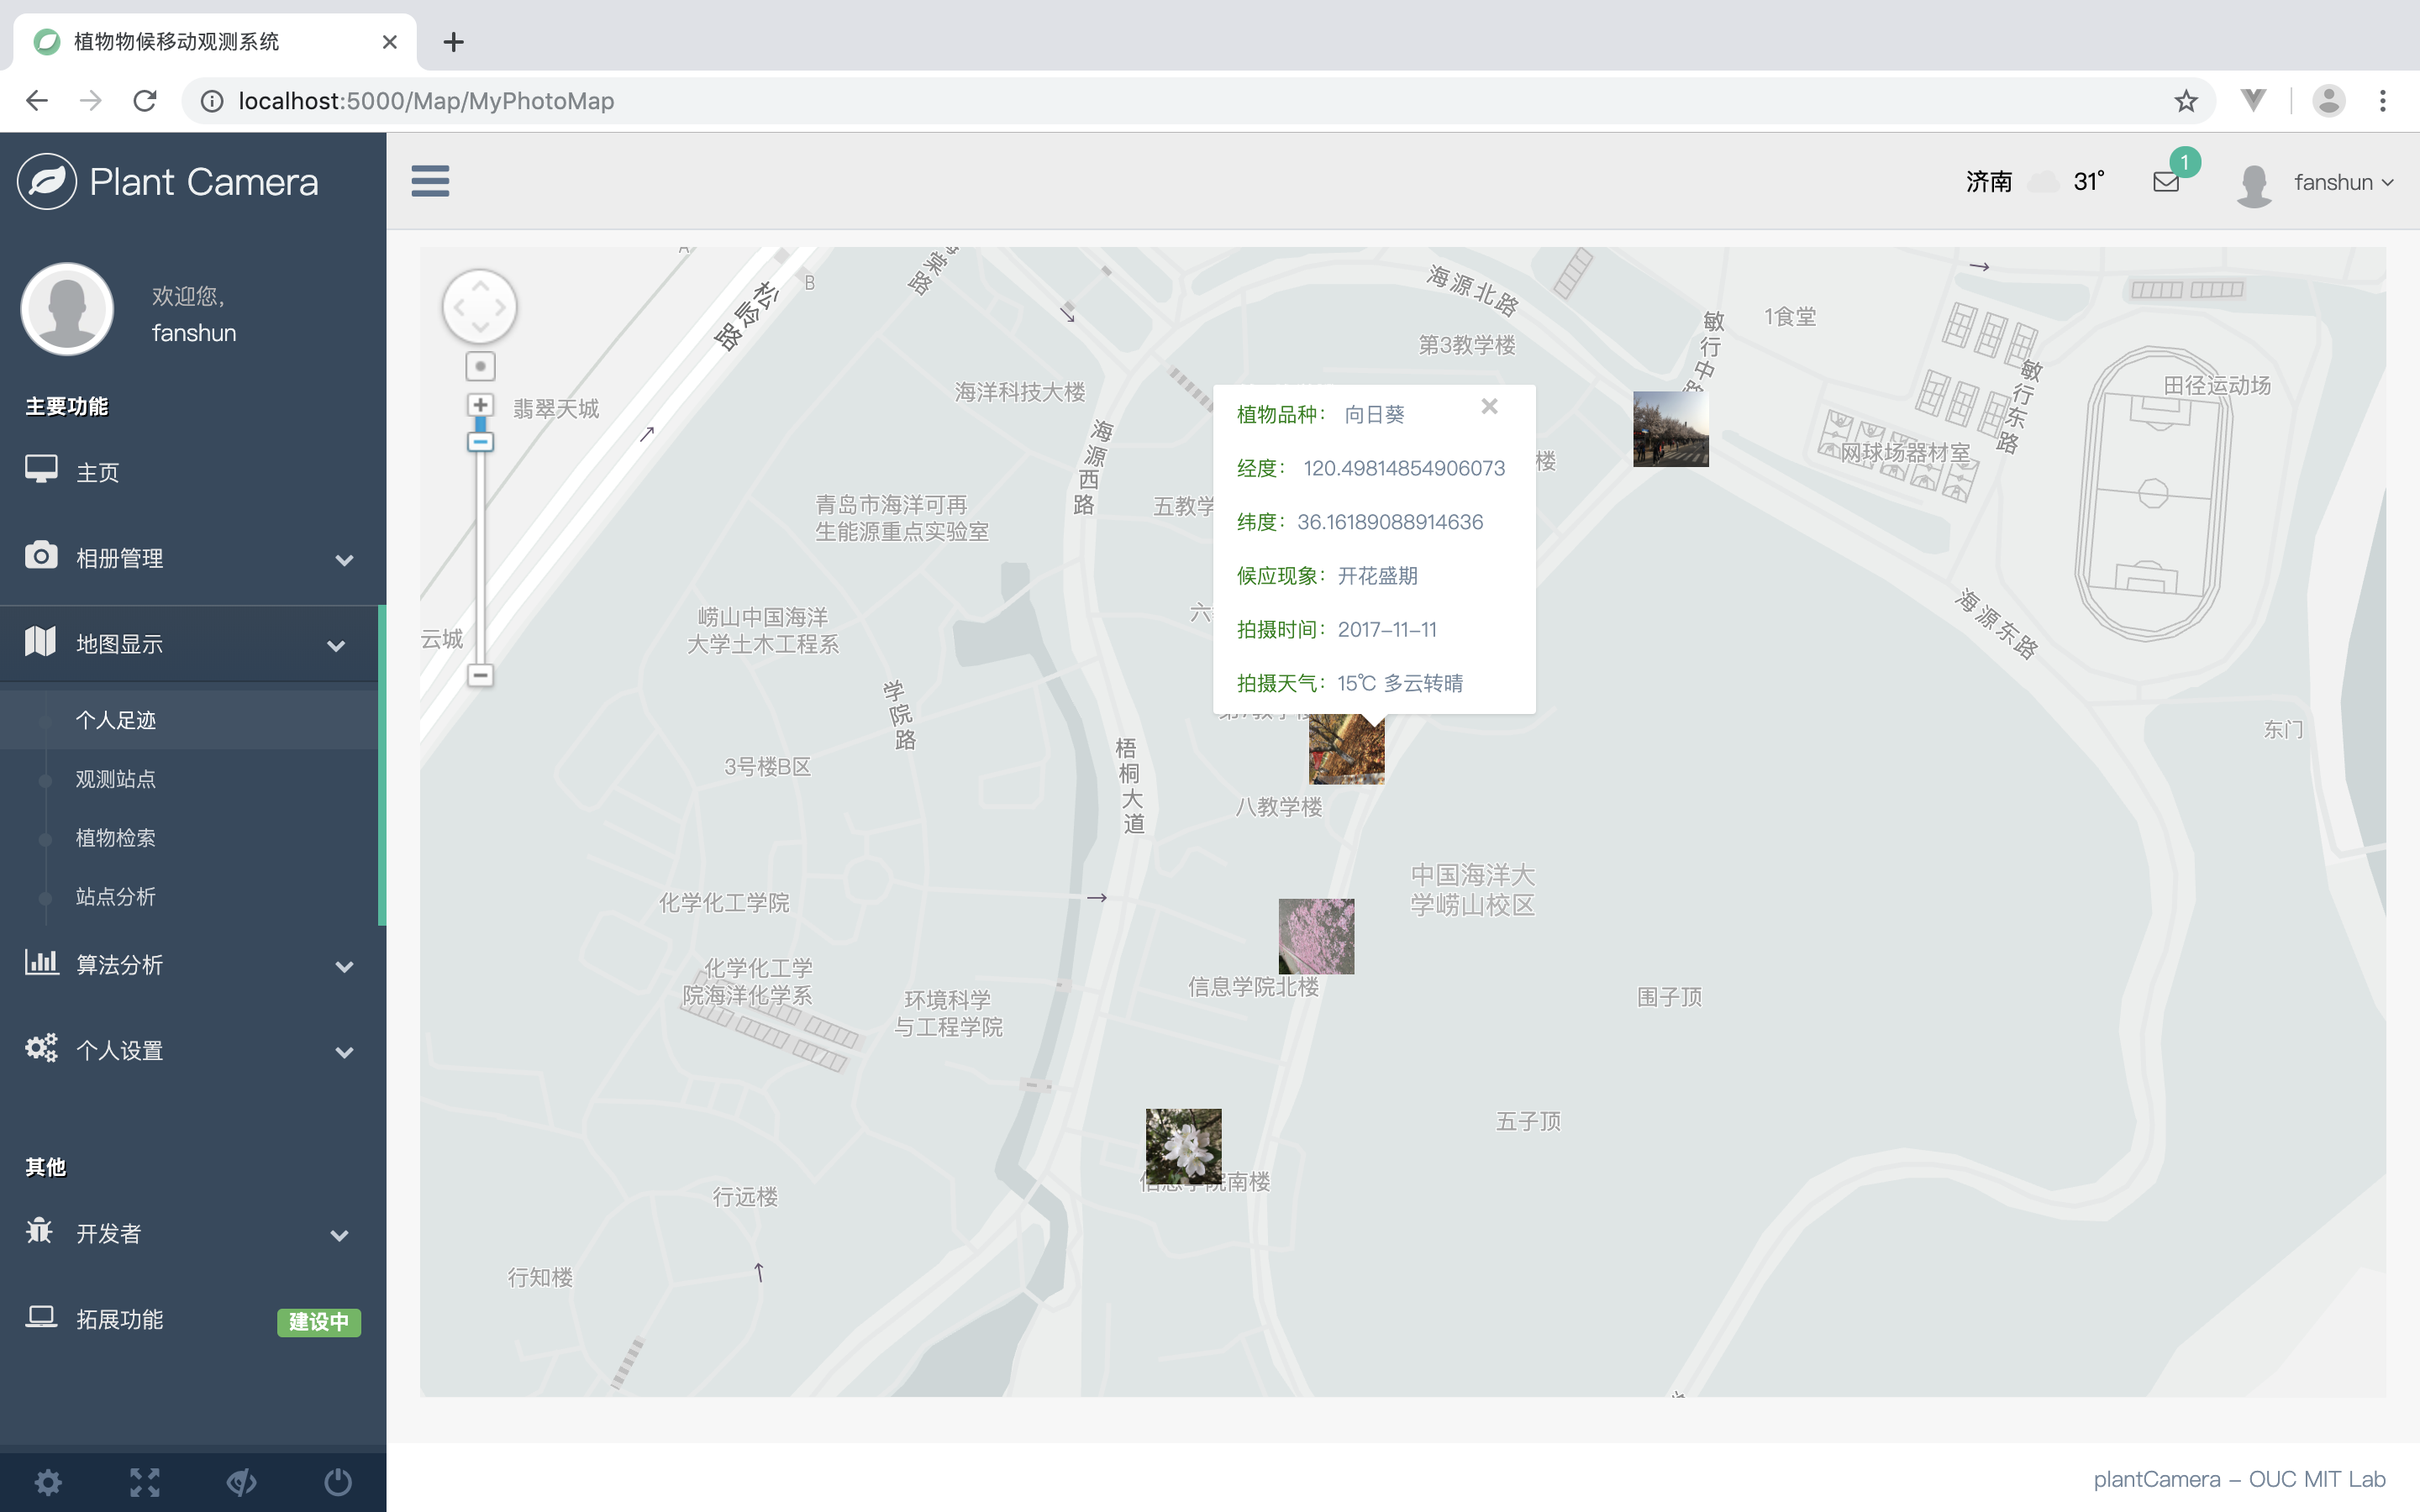 植物物候移动观测系统
localhost:5000/Map/MyPhotoMap
Plant Camera
济南
31°
1
fanshun
欢迎您,
fanshun
主要功能
主页
相册管理
地图显示
个人足迹
观测站点
植物检索
站点分析
算法分析
个人设置
其他
开发者
拓展功能
建设中
A
B
松岭路
棠
路
海源北路
第3教学楼
敏行中
1食堂
敏行东路
田径运动场
网球场器材室
翡翠天城
海洋科技大楼
海源西路
植物品种: 向日葵
经度: 120.49814854906073
纬度: 36.16189088914636
候应现象: 开花盛期
拍摄时间: 2017-11-11
拍摄天气: 15℃ 多云转晴
楼
五教学
青岛市海洋可再
生能源重点实验室
六
云城
崂山中国海洋
大学土木工程系
海源东路
学院路
东门
3号楼B区
梧桐大道
八教学楼
中国海洋大
学崂山校区
化学化工学院
化学化工学
院海洋化学系
环境科学
与工程学院
信息学院北楼
围子顶
五子顶
信息学院南楼
行远楼
行知楼
plantCamera - OUC MIT Lab